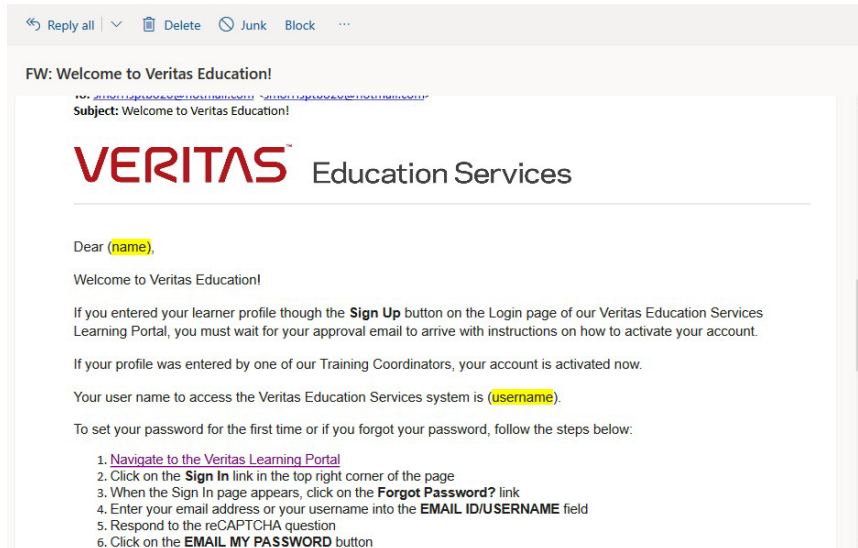 Reply all Delete Junk Block ...
FW: Welcome to Veritas Education!
Subject: Welcome to Veritas Education!
VERITAS™ Education Services
Dear (name),
Welcome to Veritas Education!
If you entered your learner profile though the Sign Up button on the Login page of our Veritas Education Services
Learning Portal, you must wait for your approval email to arrive with instructions on how to activate your account.
If your profile was entered by one of our Training Coordinators, your account is activated now.
Your user name to access the Veritas Education Services system is (username).
To set your password for the first time or if you forgot your password, follow the steps below:
1. Navigate to the Veritas Learning Portal
2. Click on the Sign In link in the top right corner of the page
3. When the Sign In page appears, click on the Forgot Password? link
4. Enter your email address or your username into the EMAIL ID/USERNAME field
5. Respond to the reCAPTCHA question
6. Click on the EMAIL MY PASSWORD button